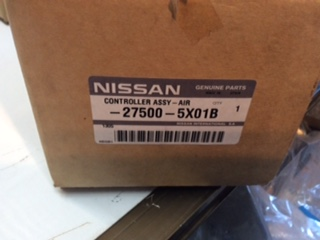 NISSAN
GENUINE PARTS
CONTROLLER ASSY-AIR
-27500-5X01B
1